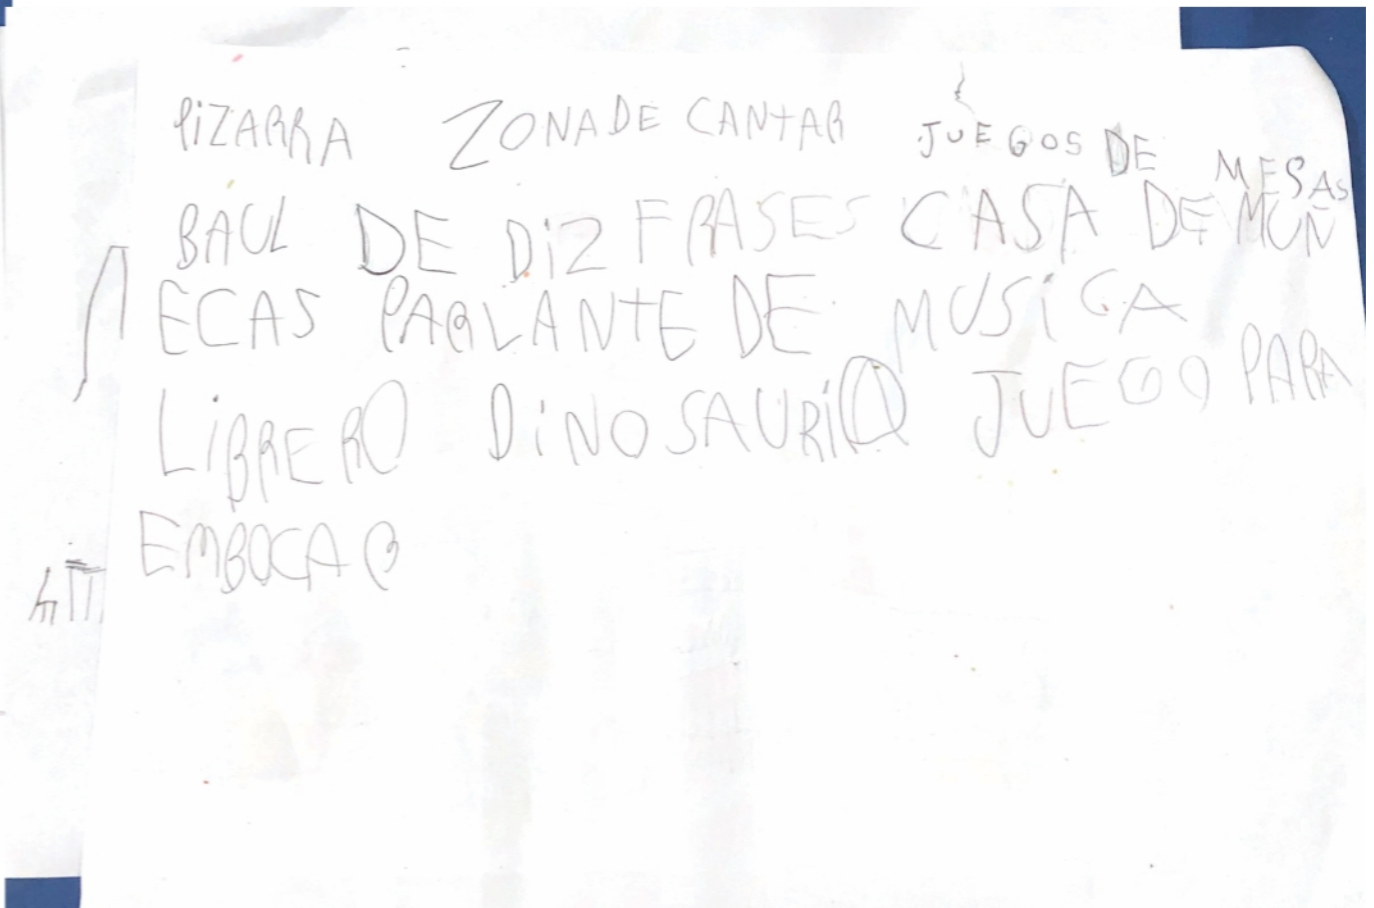 PIZARRA ZONA DE CANTAR JUEGOS DE MESAS
BAUL DE DIZFRASES CASA DE MUÑ
ECAS PARLANTE DE MUSICA
LIBRERO DINOSAURIO JUEGO PARA
EMBOCAR